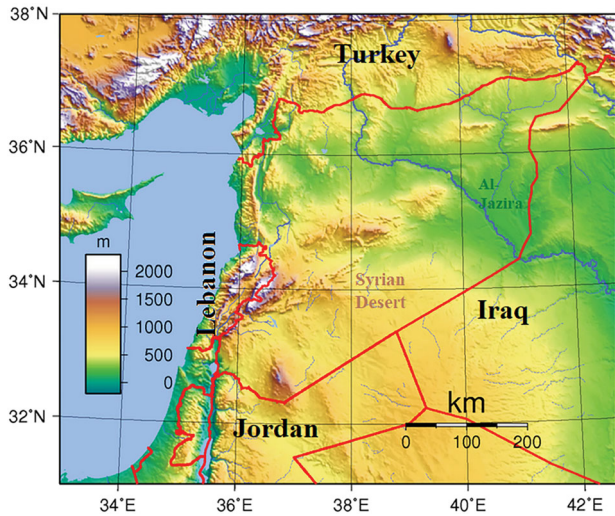 38°N
Turkey
36°N
Al-
Jazira
m
2000
1500
1000
500
0
Lebanon
34°N
Syrian
Desert
Iraq
km
32°N
Jordan
0 100 200
34°E 36°E 38°E 40°E 42°E